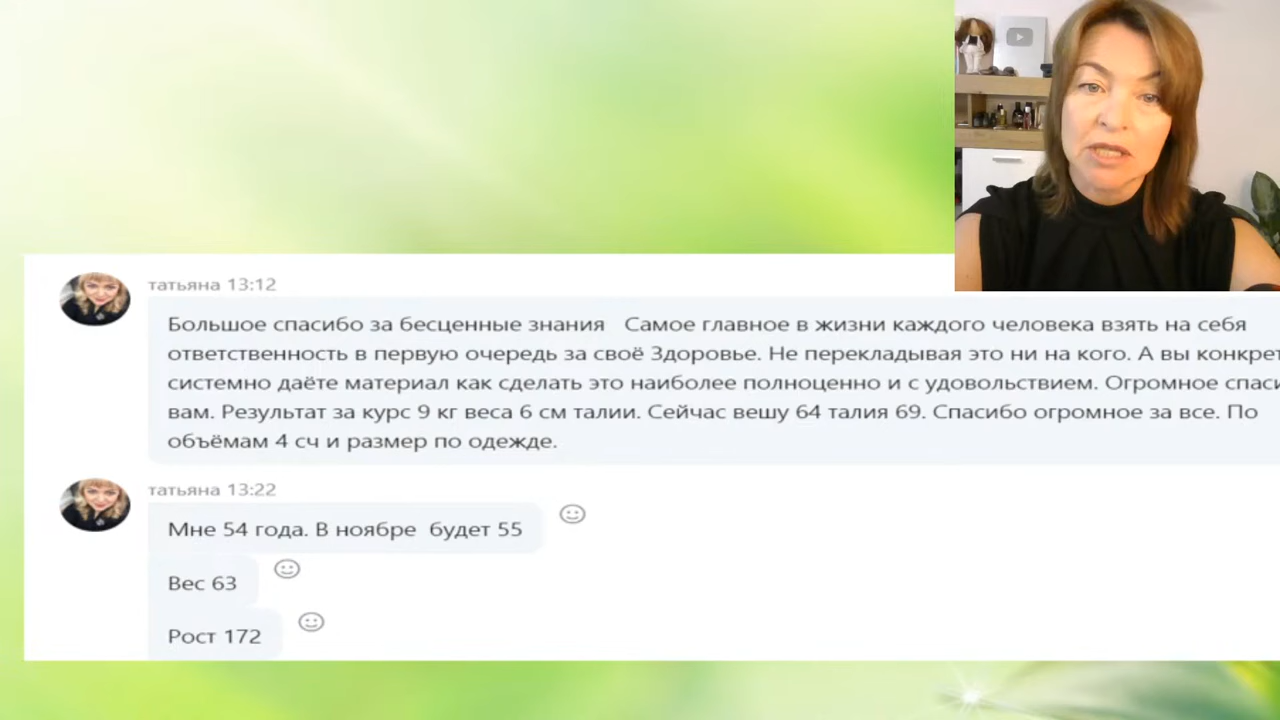 татьяна 13:12
Большое спасибо за бесценные знания Самое главное в жизни каждого человека взять на себя
ответственность в первую очередь за своё Здоровье. Не перекладывая это ни на кого. А вы конкрет
системно даёте материал как сделать это наиболее полноценно и с удовольствием. Огромное спаси
вам. Результат за курс 9 кг веса 6 см талии. Сейчас вешу 64 талия 69. Спасибо огромное за все. По
объёмам 4 сч и размер по одежде.
татьяна 13:22
Мне 54 года. В ноябре будет 55
Вес 63
Рост 172